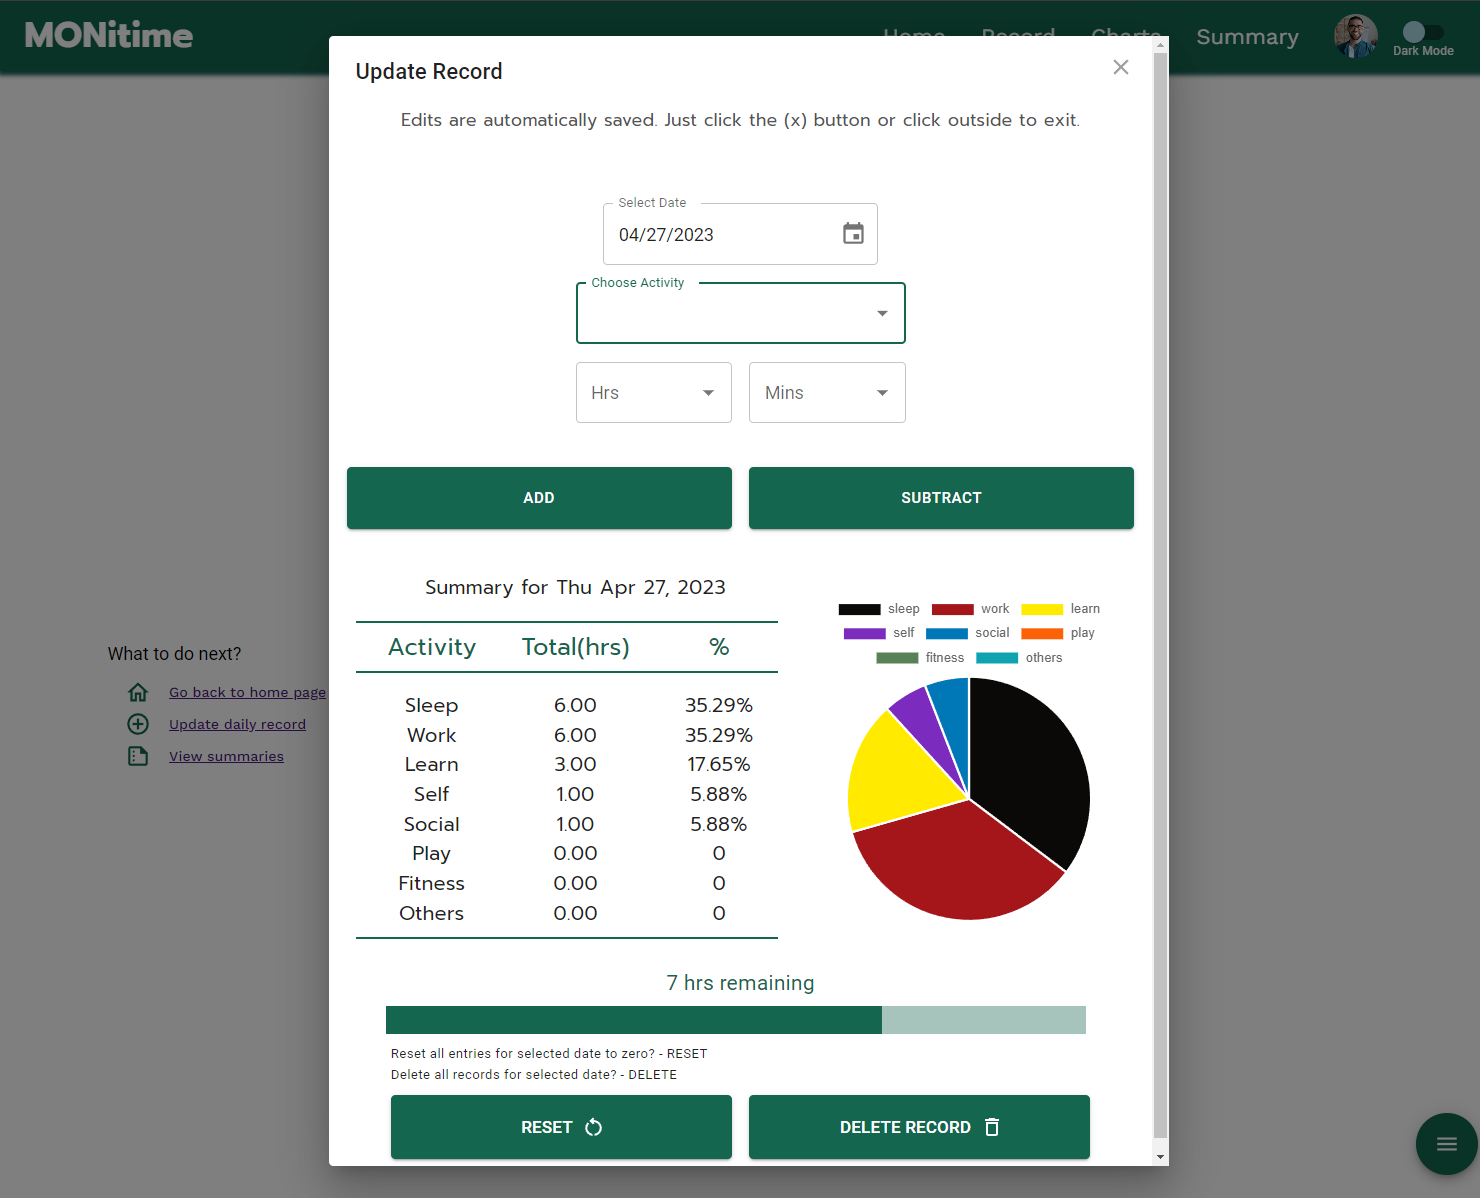 MONitime
Home Record Charts Summary
Dark Mode
Update Record
Edits are automatically saved. Just click the (x) button or click outside to exit.
Select Date
04/27/2023
Choose Activity
Hrs Mins
ADD SUBTRACT
Summary for Thu Apr 27, 2023
Activity Total(hrs) %
Sleep 6.00 35.29%
Work 6.00 35.29%
Learn 3.00 17.65%
Self 1.00 5.88%
Social 1.00 5.88%
Play 0.00 0
Fitness 0.00 0
Others 0.00 0
sleep work learn
self social play
fitness others
What to do next?
Go back to home page
Update daily record
View summaries
7 hrs remaining
Reset all entries for selected date to zero? - RESET
Delete all records for selected date? - DELETE
RESET DELETE RECORD